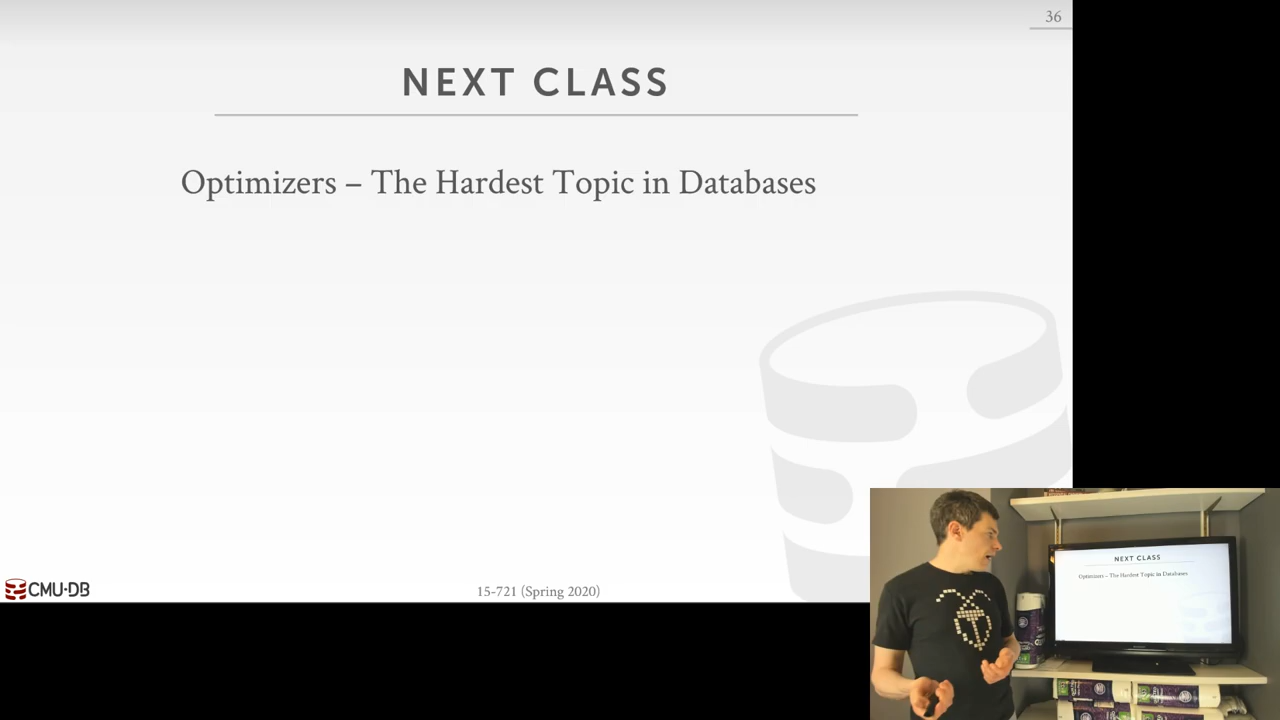 36
NEXT CLASS
Optimizers – The Hardest Topic in Databases
CMU·DB
15-721 (Spring 2020)
NEXT CLASS
Optimizers – The Hardest Topic in Databases